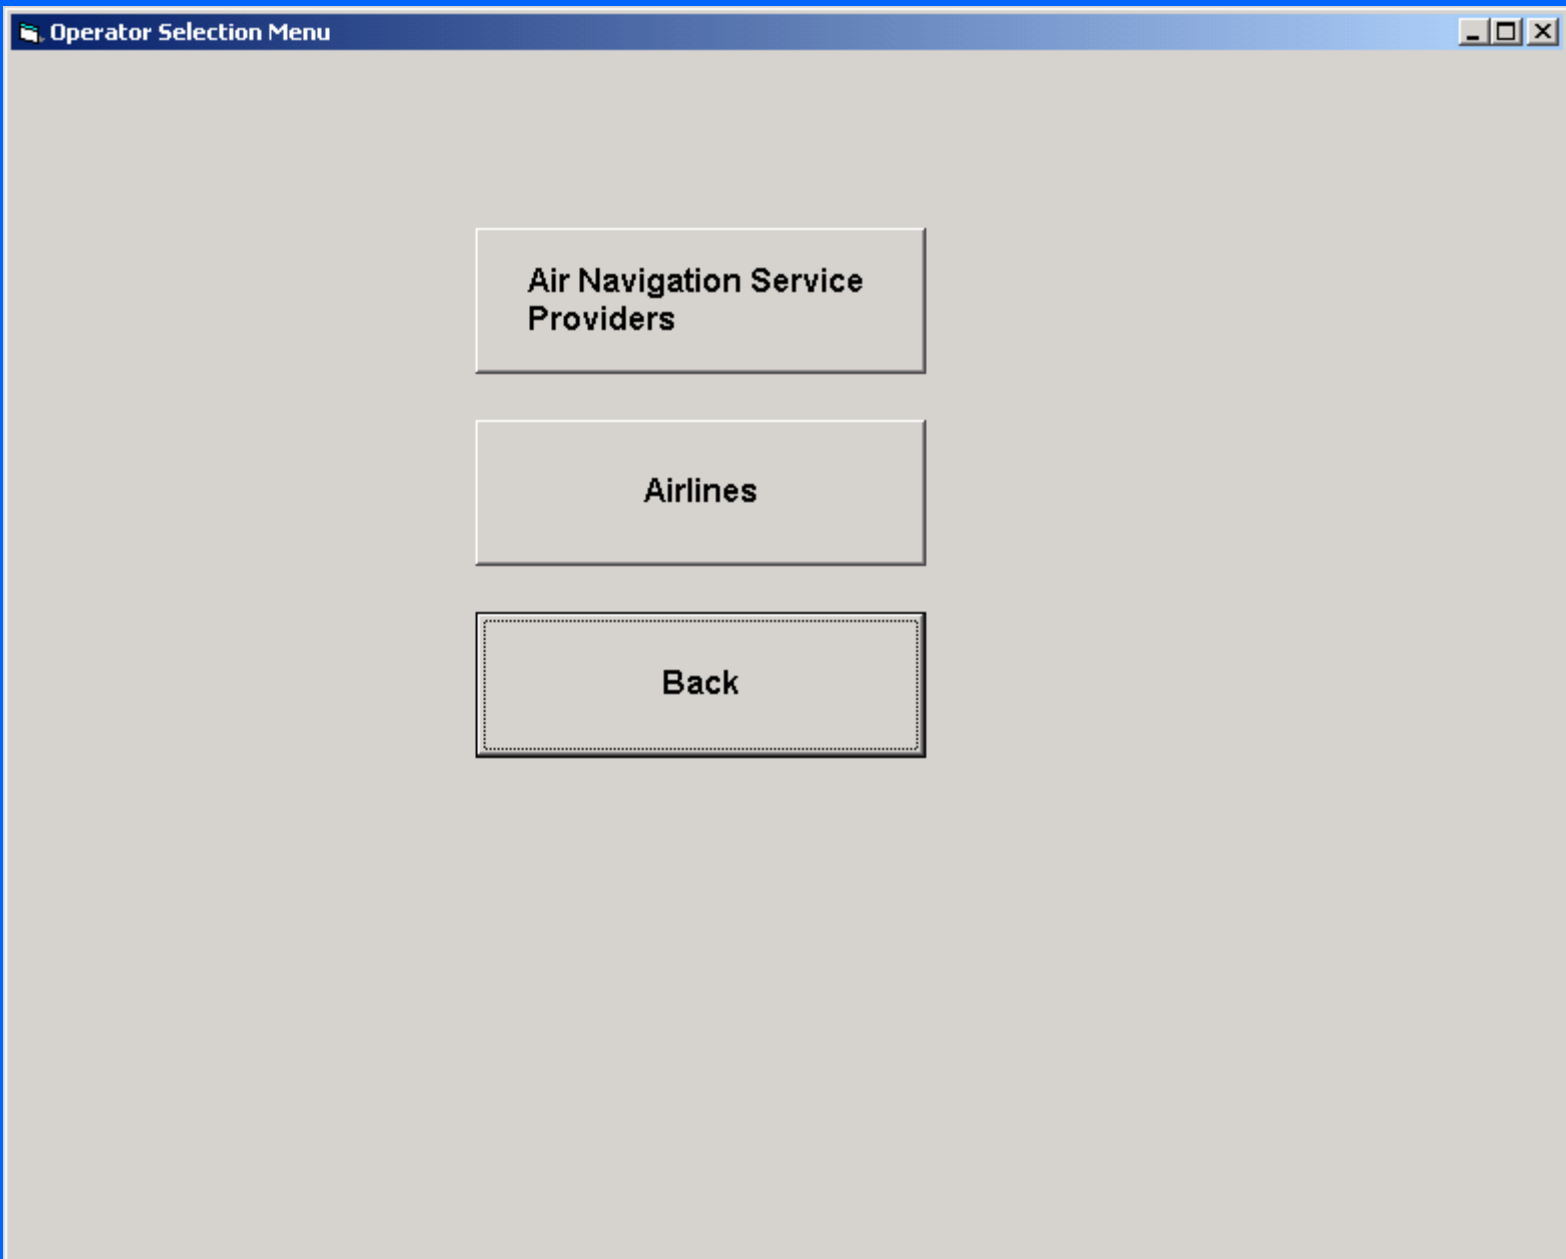 Operator Selection Menu
Air Navigation Service
Providers
Airlines
Back